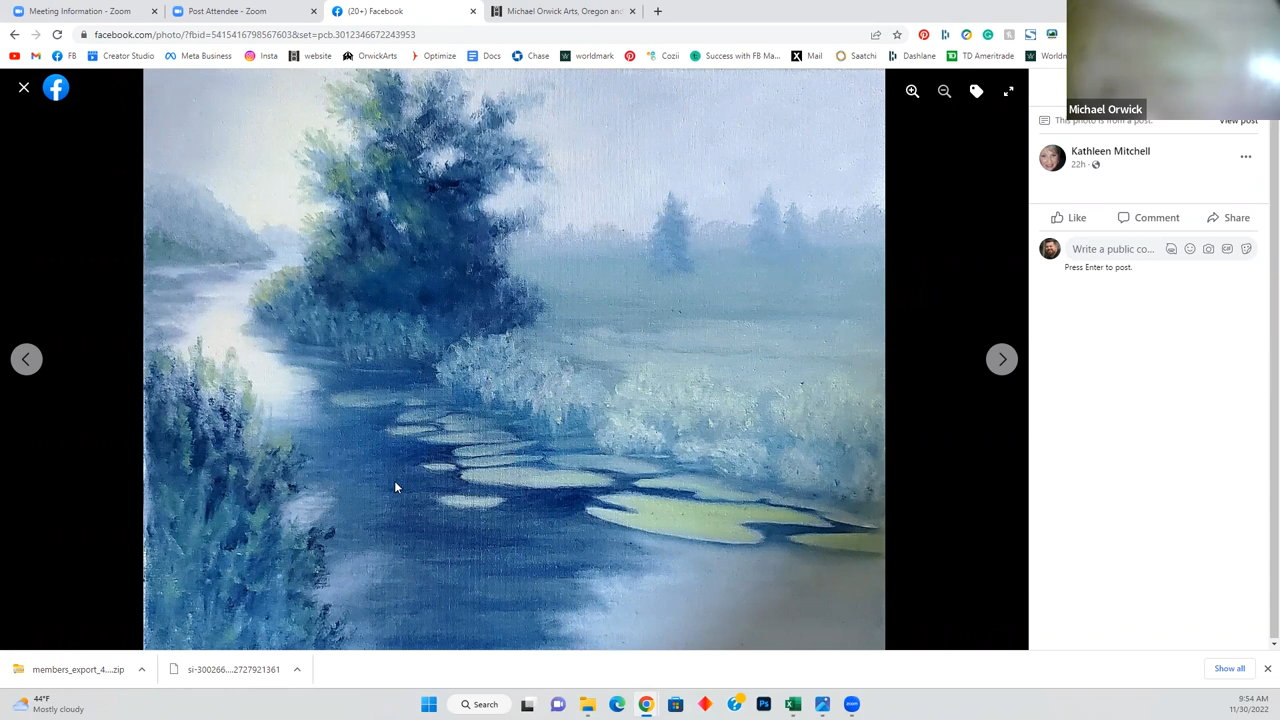 Meeting Information - Zoom
Post Attendee - Zoom
(20+) Facebook
Michael Orwick Arts, Oregon and
facebook.com/photo/?fbid=5415416798567603&set=pcb.3012346672243953
FB
Creator Studio
Meta Business
Insta
website
OrwickArts
Optimize
Docs
Chase
worldmark
Cozii
Success with FB Ma...
Mail
Saatchi
Dashlane
TD Ameritrade
Worldm
Michael Orwick
This photo is from a post.
View post
Kathleen Mitchell
22h
Like
Comment
Share
Write a public co...
Press Enter to post.
members_export_4....zip
si-300266....2727921361
Show all
44°F
Mostly cloudy
Search
9:54 AM
11/30/2022